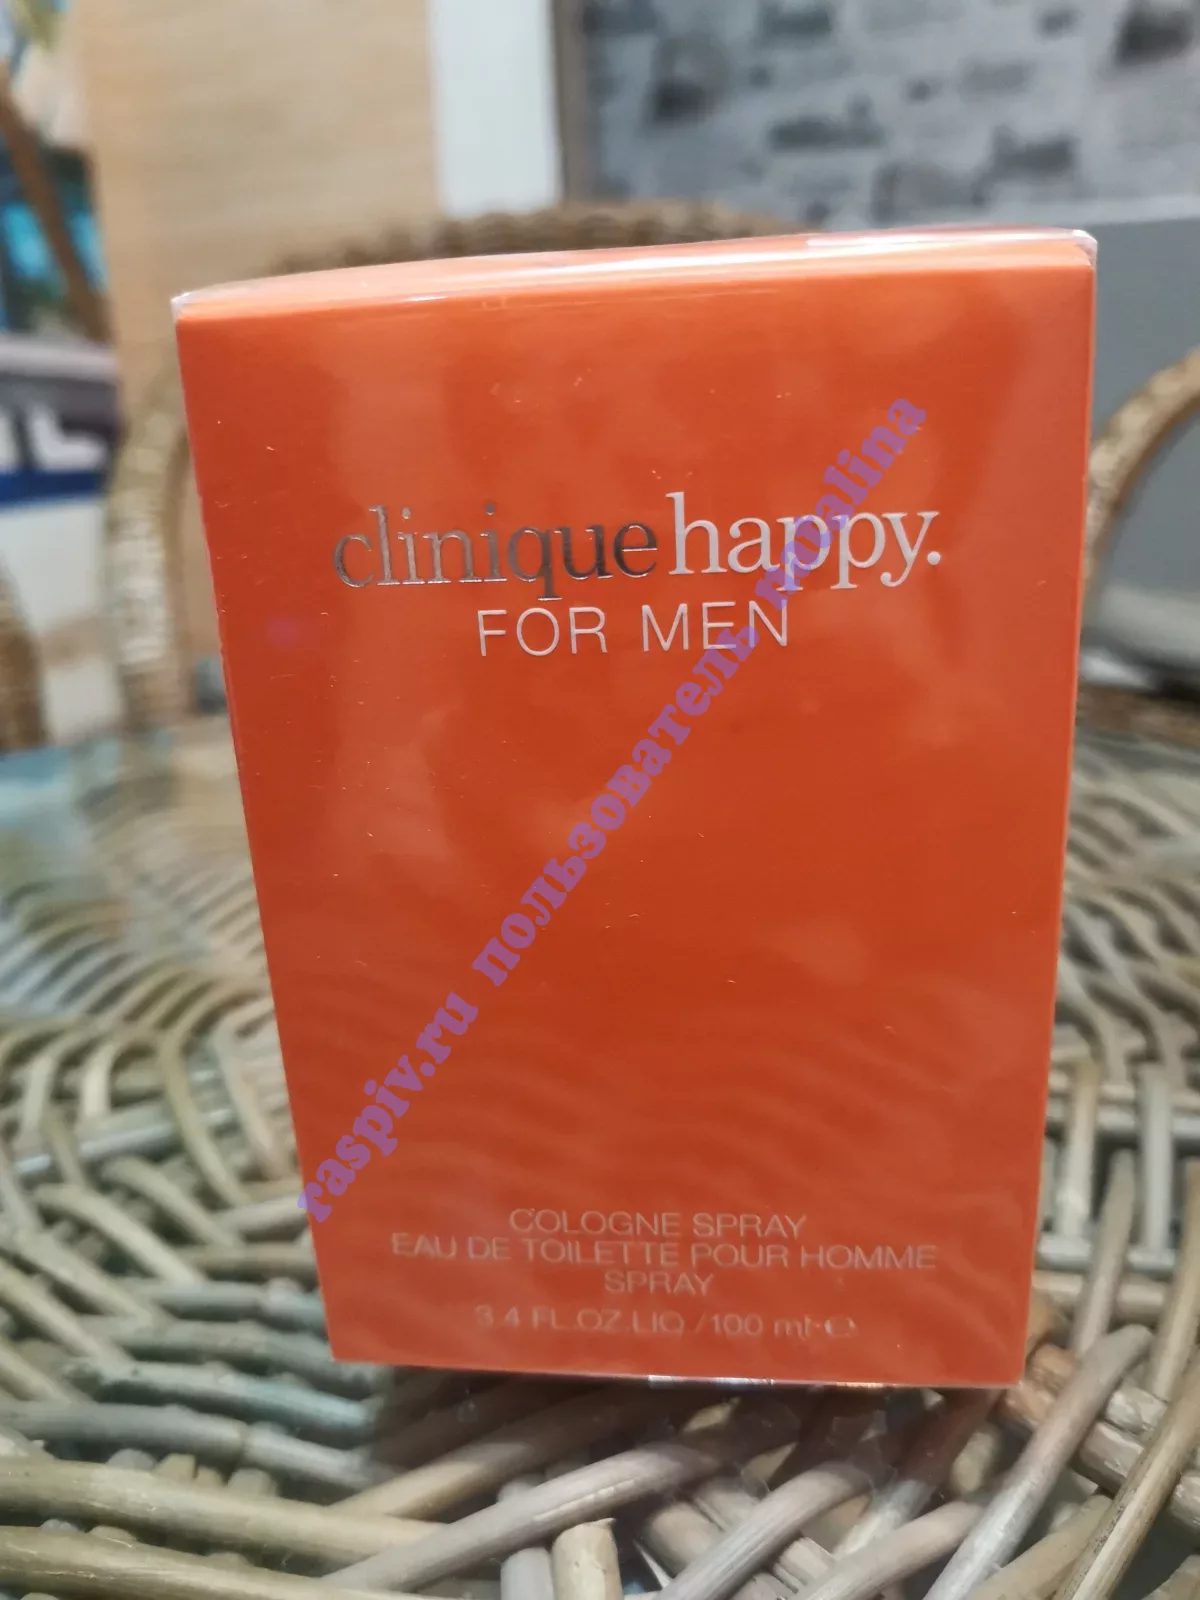 clinique happy.
FOR MEN
raspiv.ru пользователь novalina
COLOGNE SPRAY
EAU DE TOILETTE POUR HOMME
SPRAY
3.4 FL.OZ.LIQ./100 ml ℮